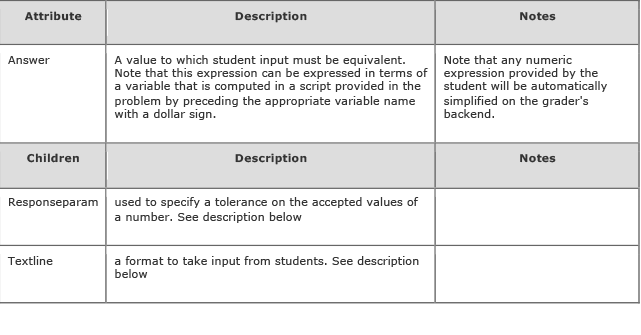 Attribute Description Notes
Answer
A value to which student input must be equivalent.
Note that this expression can be expressed in terms of
a variable that is computed in a script provided in the
problem by preceding the appropriate variable name
with a dollar sign.
Note that any numeric
expression provided by the
student will be automatically
simplified on the grader's
backend.
Children Description Notes
Responseparam
used to specify a tolerance on the accepted values of
a number. See description below
Textline
a format to take input from students. See description
below